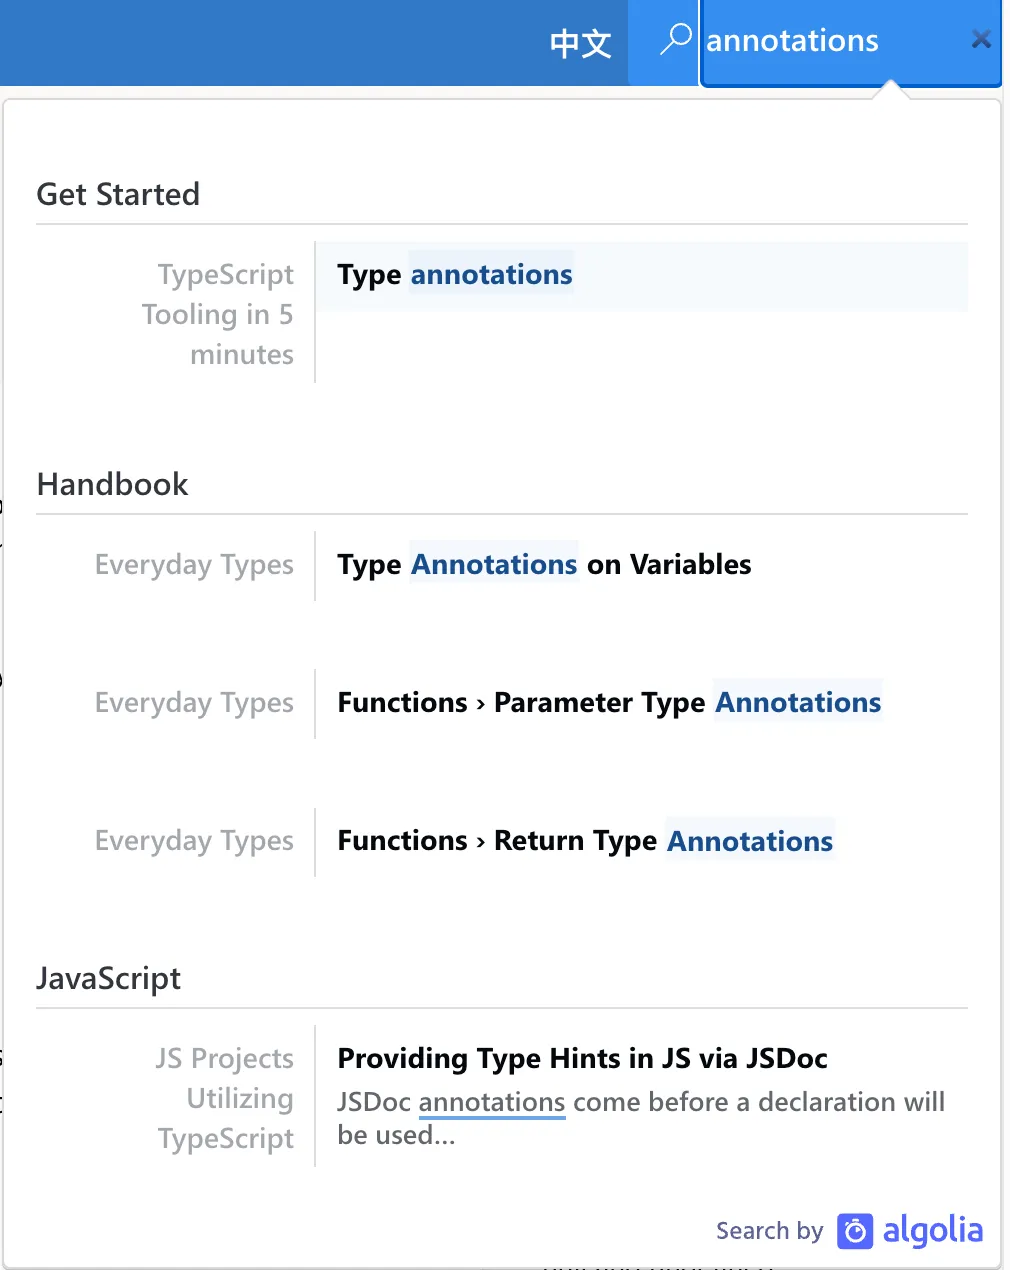 中文
annotations
Get Started
TypeScript
Tooling in 5
minutes
Type annotations
Handbook
Everyday Types
Type Annotations on Variables
Everyday Types
Functions › Parameter Type Annotations
Everyday Types
Functions › Return Type Annotations
JavaScript
JS Projects
Utilizing
TypeScript
Providing Type Hints in JS via JSDoc
JSDoc annotations come before a declaration will
be used...
Search by algolia